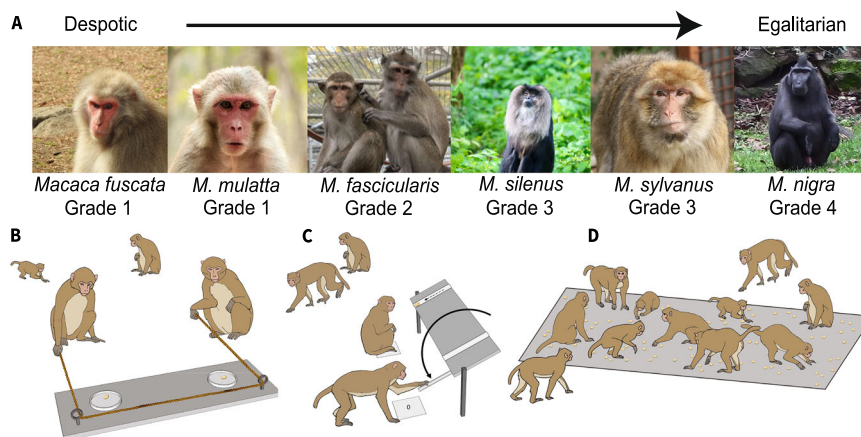 A
Despotic
Egalitarian
Macaca fuscata
Grade 1
M. mulatta
Grade 1
M. fascicularis
Grade 2
M. silenus
Grade 3
M. sylvanus
Grade 3
M. nigra
Grade 4
B
C
D
0